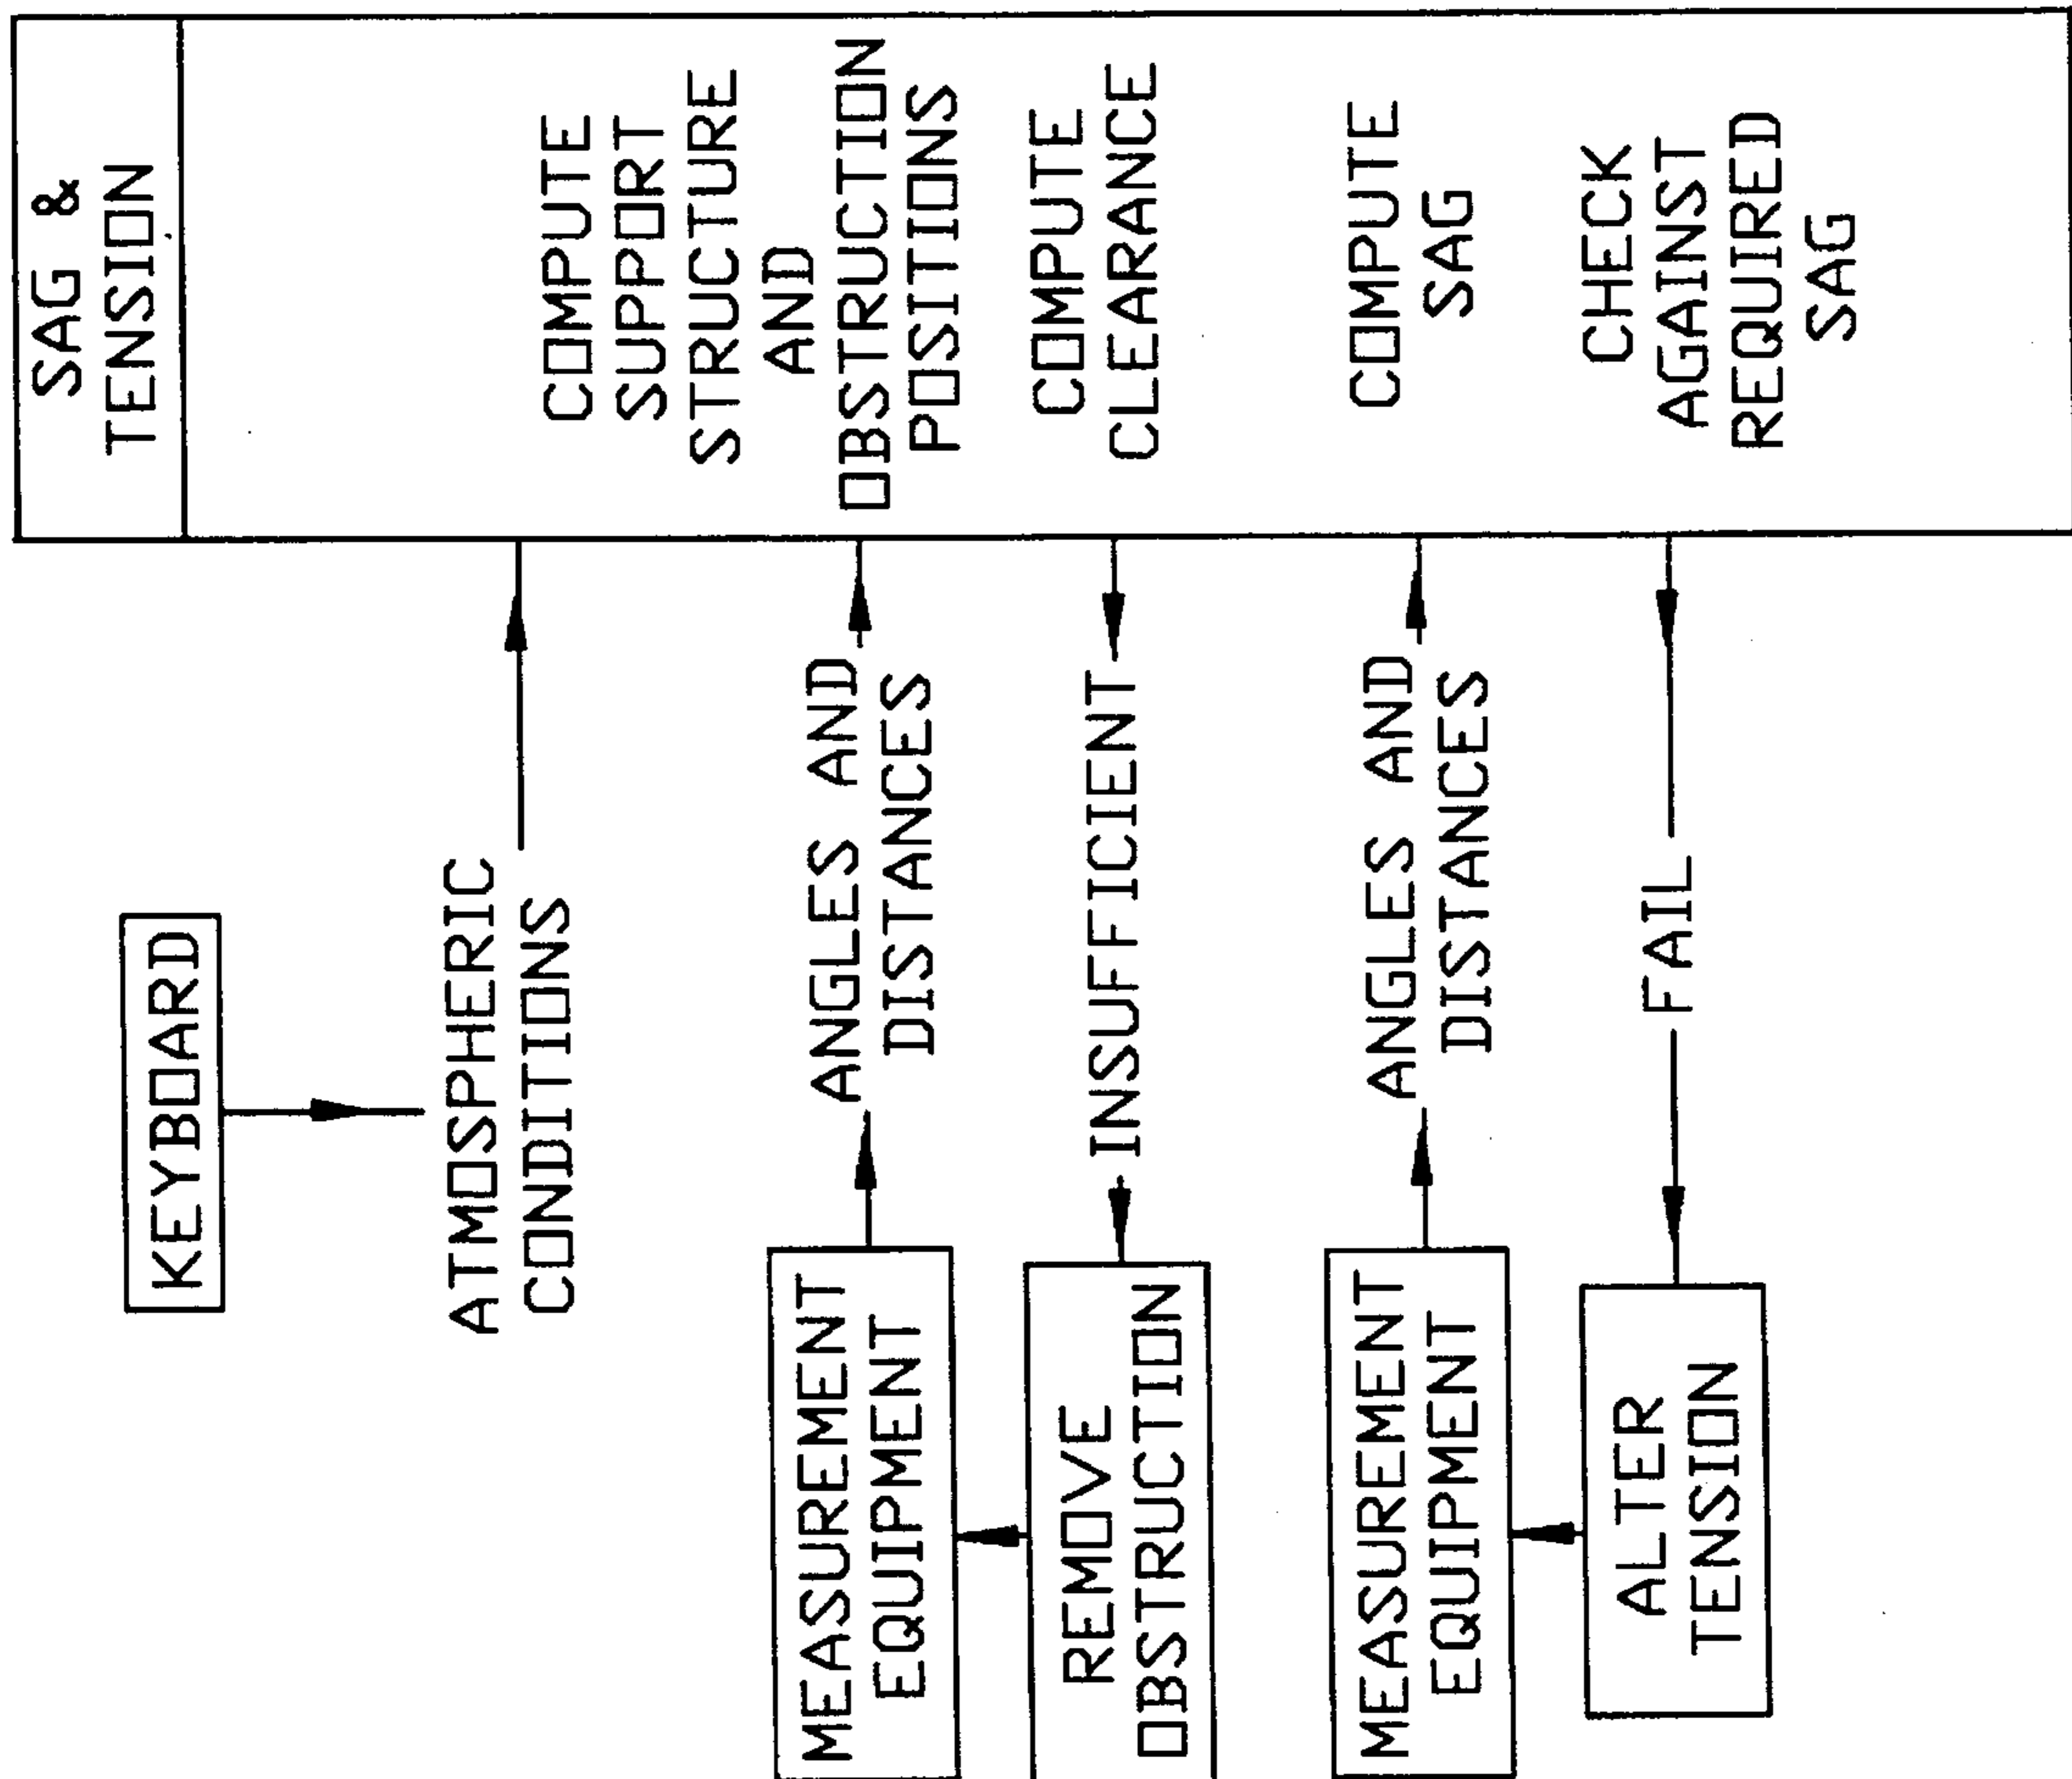 SAG &
TENSION
KEYBOARD
ATMOSPHERIC
CONDITIONS
COMPUTE
SUPPORT
STRUCTURE
AND
OBSTRUCTION
POSITIONS
MEASUREMENT
EQUIPMENT
ANGLES AND
DISTANCES
COMPUTE
CLEARANCE
INSUFFICIENT
REMOVE
OBSTRUCTION
MEASUREMENT
EQUIPMENT
ANGLES AND
DISTANCES
COMPUTE
SAG
CHECK
AGAINST
REQUIRED
SAG
FAIL
ALTER
TENSION